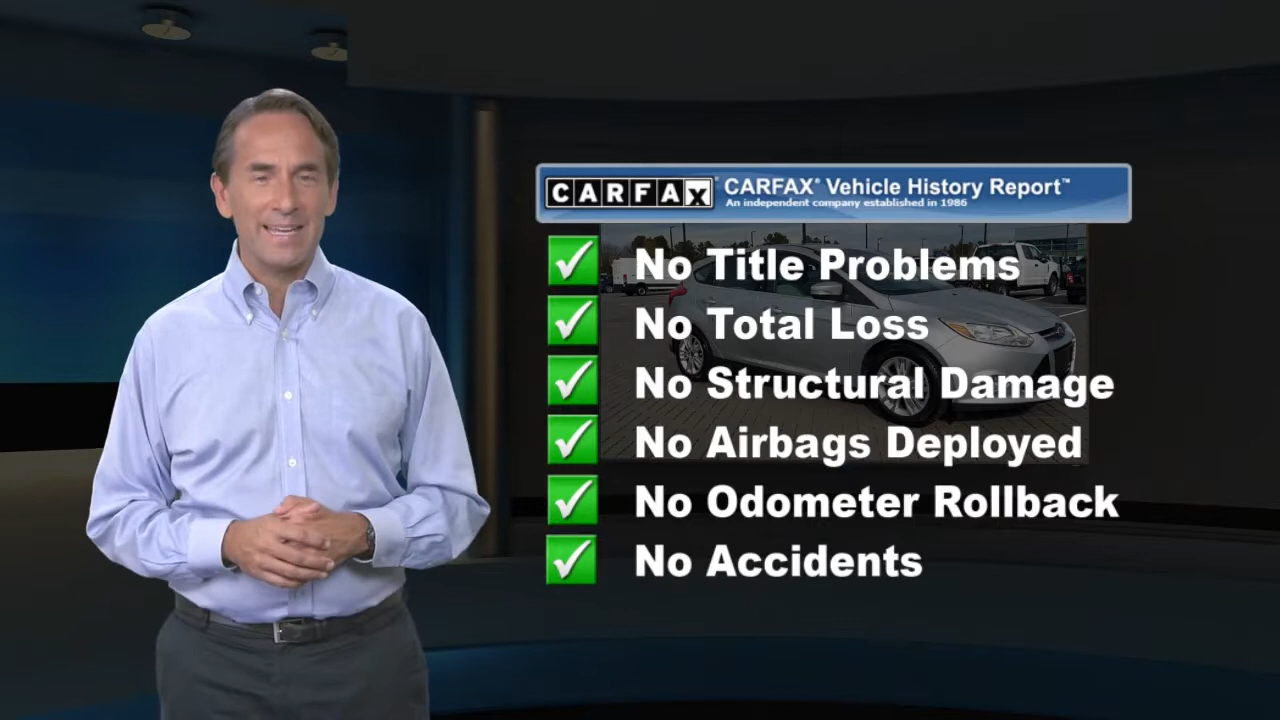 CARFAX
CARFAX® Vehicle History Report™
An independent company established in 1986
No Title Problems
No Total Loss
No Structural Damage
No Airbags Deployed
No Odometer Rollback
No Accidents